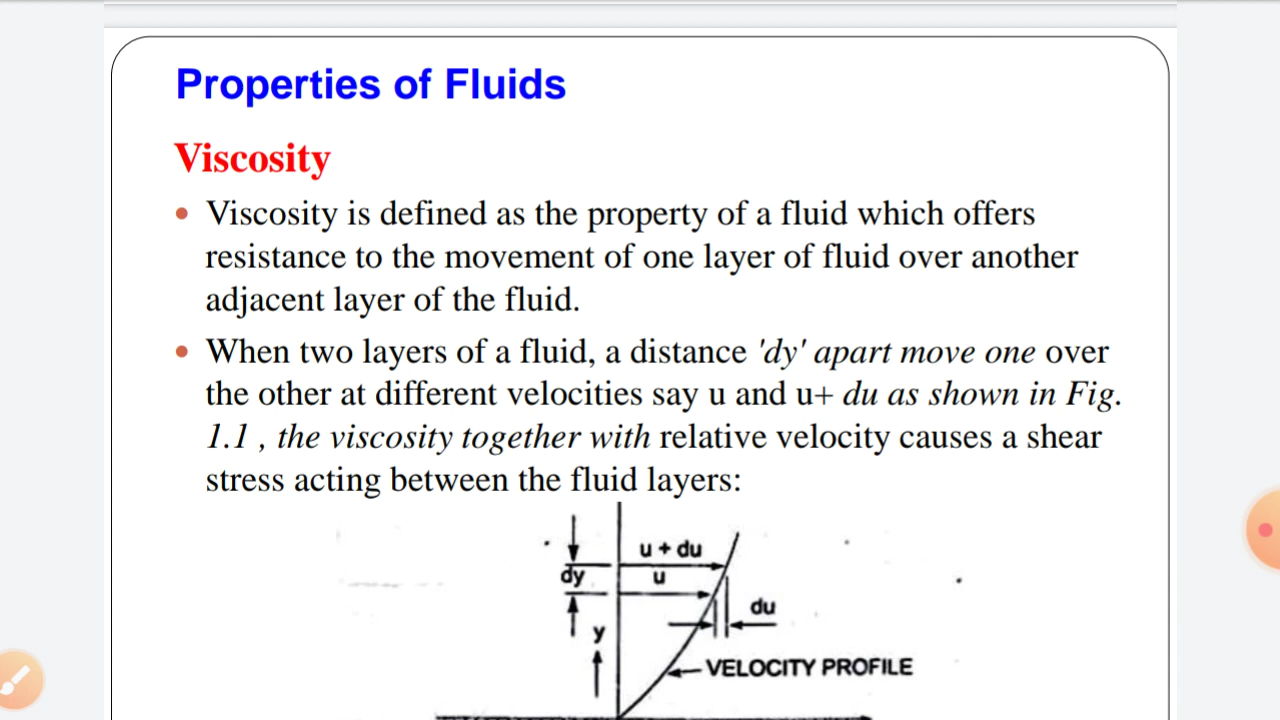 Properties of Fluids
Viscosity
• Viscosity is defined as the property of a fluid which offers
resistance to the movement of one layer of fluid over another
adjacent layer of the fluid.
• When two layers of a fluid, a distance 'dy' apart move one over
the other at different velocities say u and u+ du as shown in Fig.
1.1 , the viscosity together with relative velocity causes a shear
stress acting between the fluid layers:
u + du
dy
u
du
y
VELOCITY PROFILE